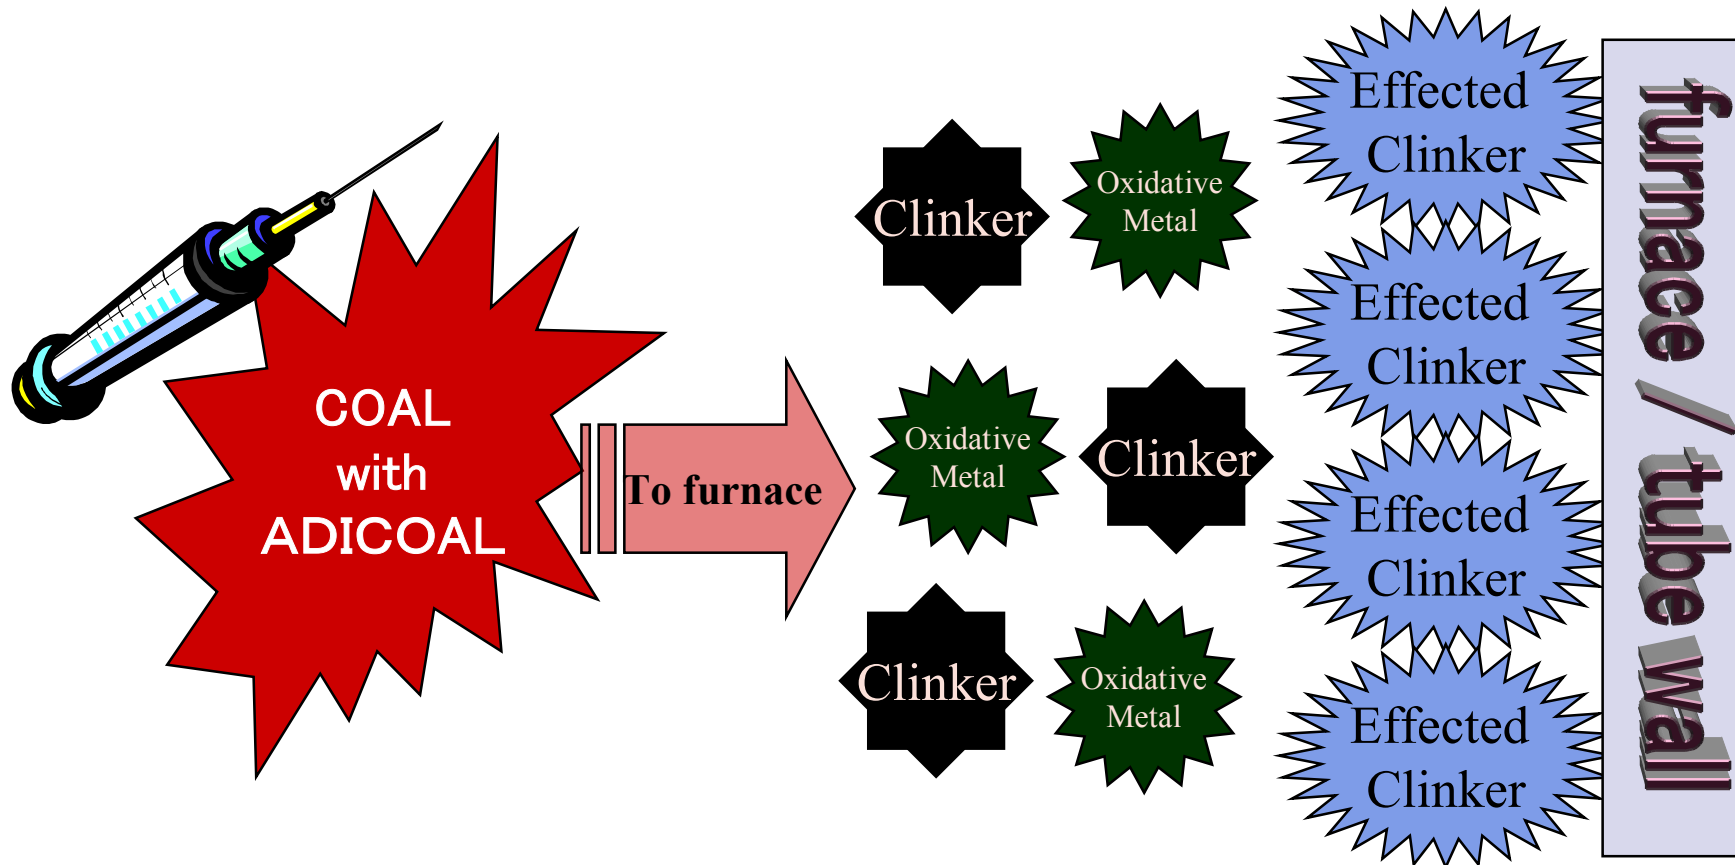 COAL
with
ADICOAL
To furnace
Clinker
Oxidative
Metal
Oxidative
Metal
Clinker
Clinker
Oxidative
Metal
Effected
Clinker
Effected
Clinker
Effected
Clinker
Effected
Clinker
furnace / tube wall